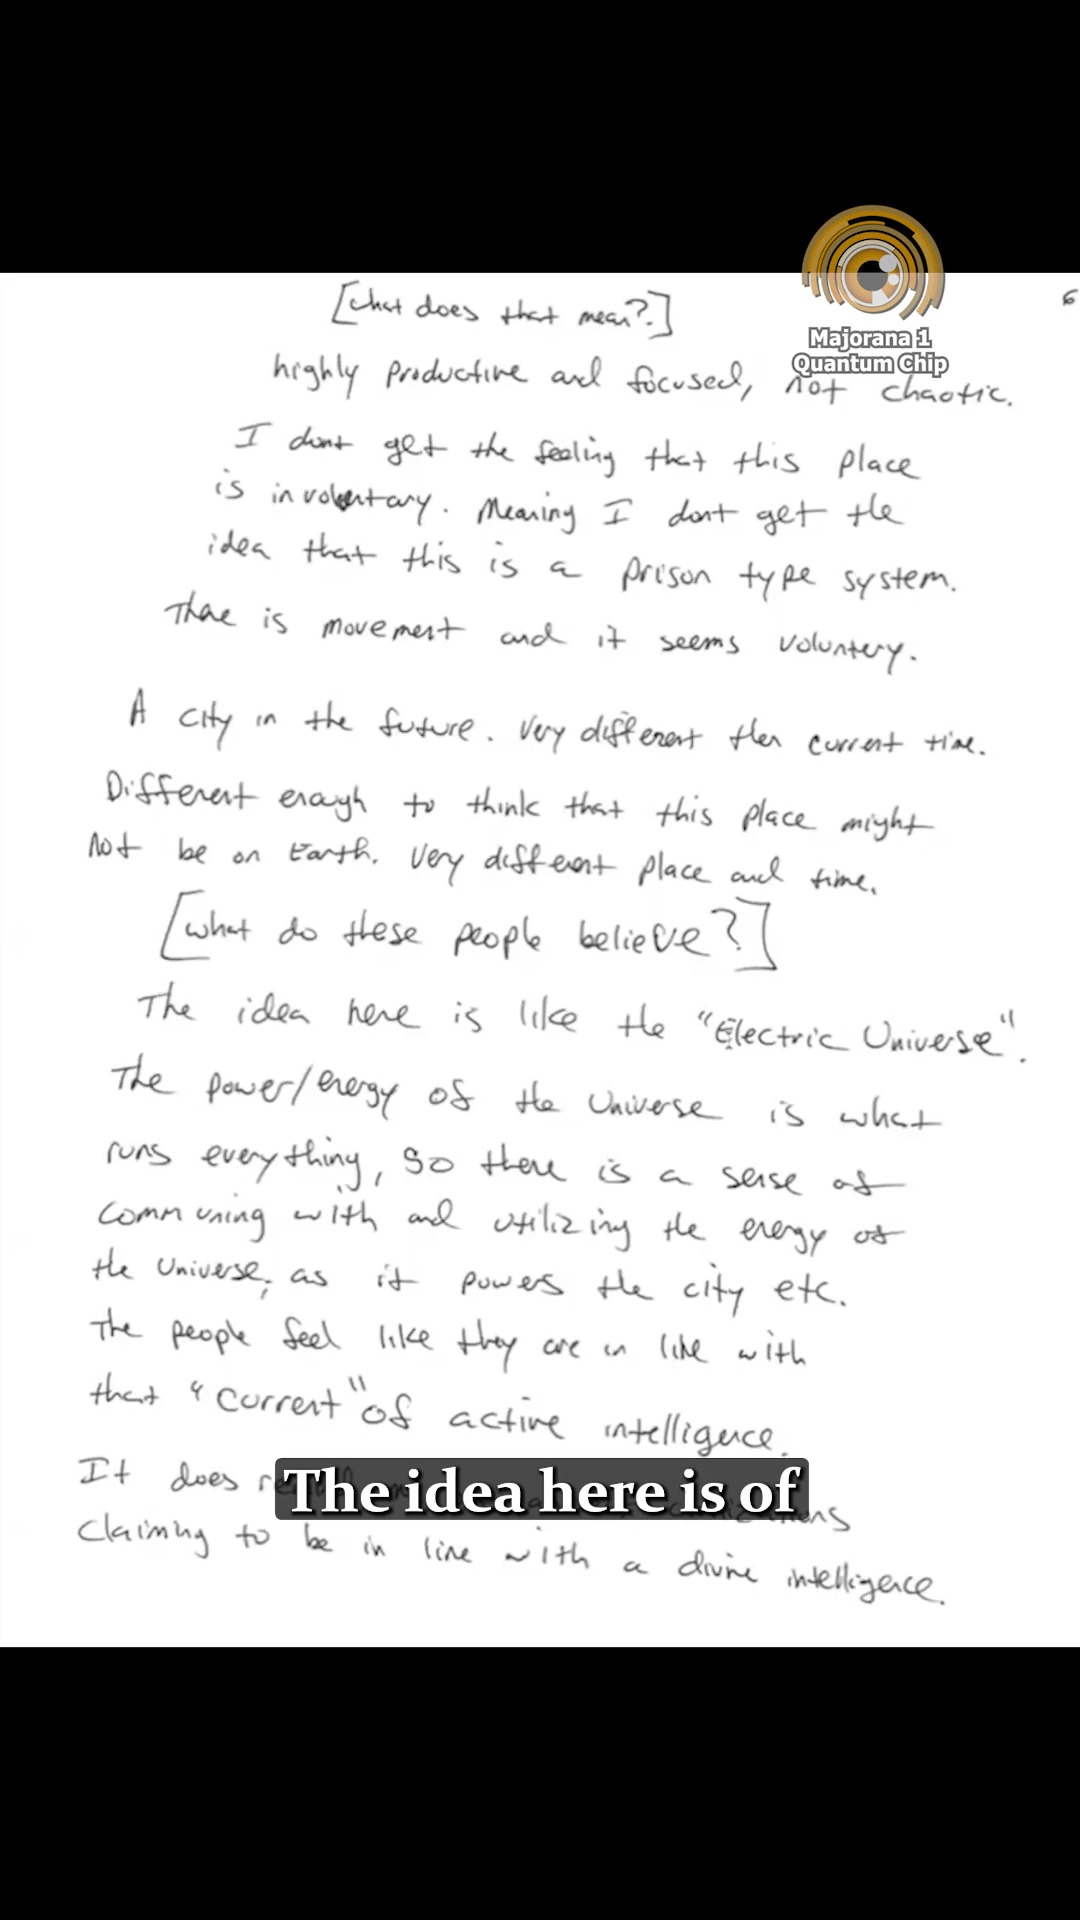 [what does that mean?]
6
Majorana 1
Quantum Chip
highly productive and focused, not chaotic.
I dont get the feeling that this place
is involuntary. Meaning I dont get the
idea that this is a prison type system.
There is movement and it seems voluntery.
A city in the future. Very different then current time.
Different enough to think that this place might
not be on Earth. Very different place and time.
[what do these people believe?]
The idea here is like the "Electric Universe".
The power/energy of the Universe is what
runs everything, so there is a sense of
communing with and utilizing the energy of
the Universe, as it powers the city etc.
The people feel like they are in line with
that "current" of active intelligence.
It does
The idea here is of
claiming to be in line with a divine intelligence.